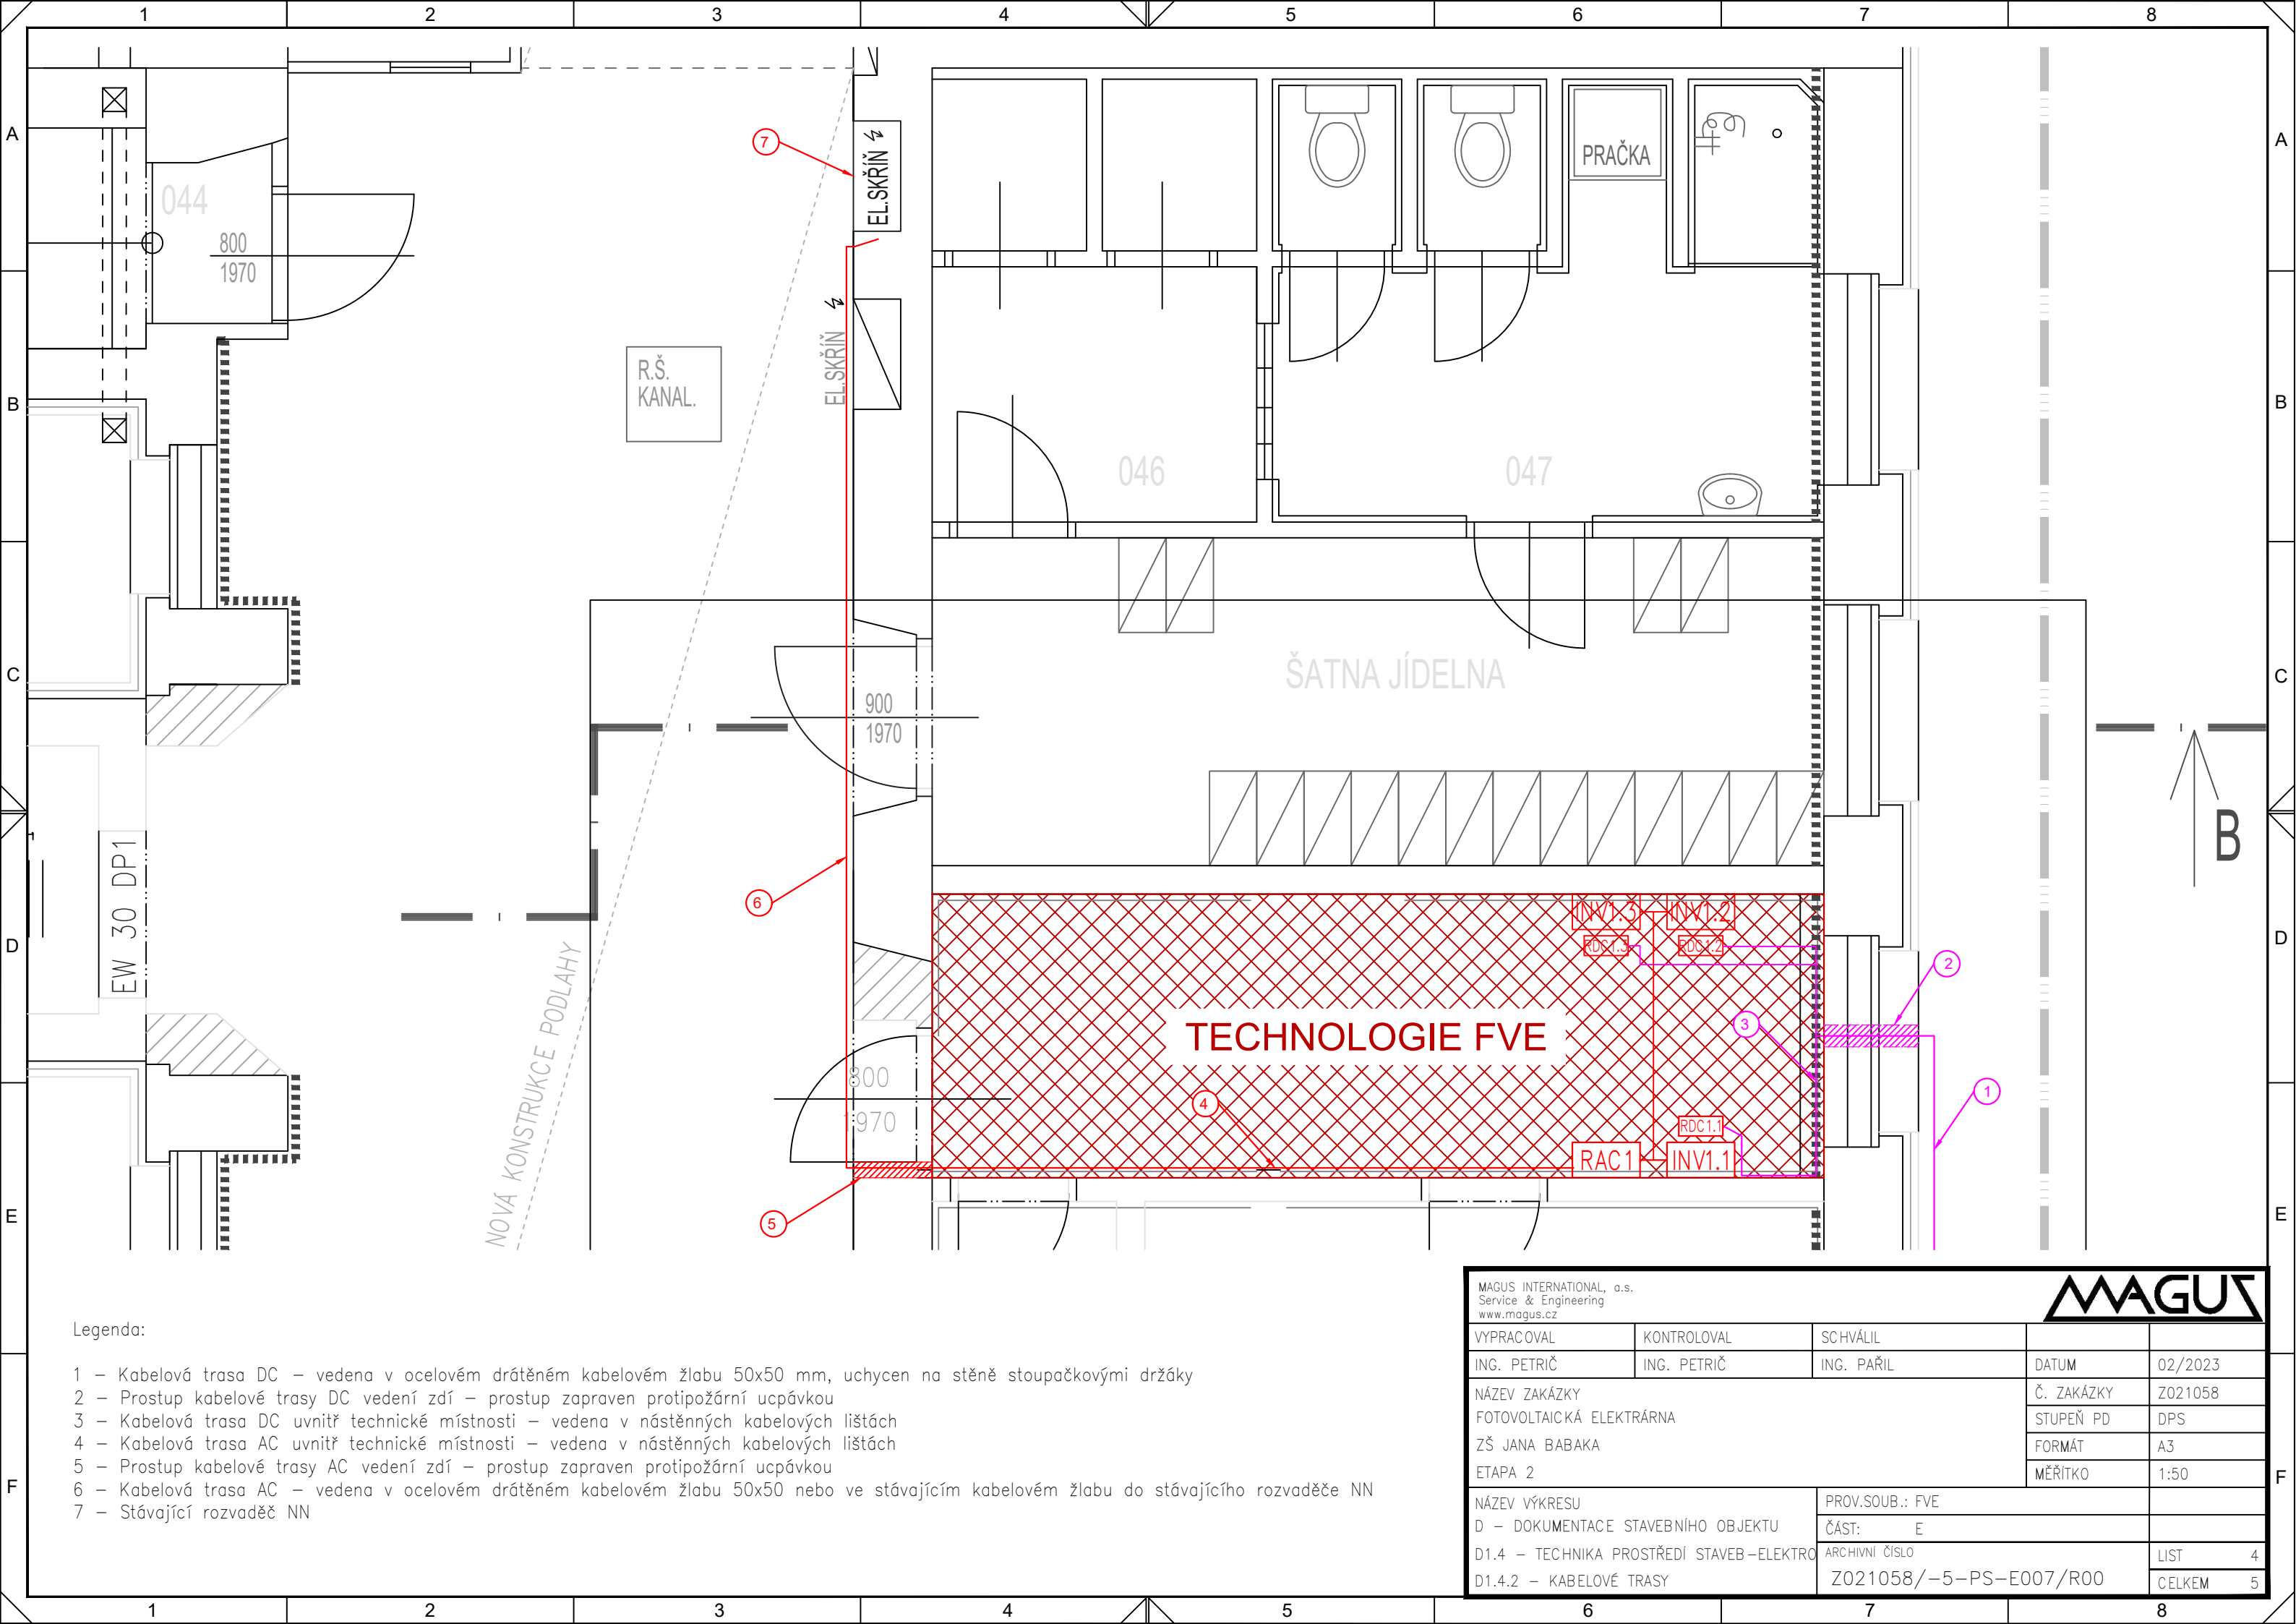 1 2 3 4 5 6 7 8
A A
B B
C C
D D
E E
F F
044
800
1970
7
EL.SKŘÍŇ
EL.SKŘÍŇ
R.Š.
KANAL.
PRAČKA
046
047
ŠATNA JÍDELNA
900
1970
EW 30 DP1
B
6
NOVÁ KONSTRUKCE PODLAHY
INV1.3
INV1.2
RDC1.3
RDC1.2
2
3
TECHNOLOGIE FVE
800
1970
1
4
RDC1.1
RAC1
INV1.1
5
Legenda:
1 – Kabelová trasa DC – vedena v ocelovém drátěném kabelovém žlabu 50x50 mm, uchycen na stěně stoupačkovými držáky
2 – Prostup kabelové trasy DC vedení zdí – prostup zapraven protipožární ucpávkou
3 – Kabelová trasa DC uvnitř technické místnosti – vedena v nástěnných kabelových lištách
4 – Kabelová trasa AC uvnitř technické místnosti – vedena v nástěnných kabelových lištách
5 – Prostup kabelové trasy AC vedení zdí – prostup zapraven protipožární ucpávkou
6 – Kabelová trasa AC – vedena v ocelovém drátěném kabelovém žlabu 50x50 nebo ve stávajícím kabelovém žlabu do stávajícího rozvaděče NN
7 – Stávající rozvaděč NN
MAGUS INTERNATIONAL, a.s.
Service & Engineering
www.magus.cz
MAGUS
VYPRACOVAL KONTROLOVAL SCHVÁLIL
ING. PETRIČ ING. PETRIČ ING. PAŘIL DATUM 02/2023
NÁZEV ZAKÁZKY Č. ZAKÁZKY Z021058
FOTOVOLTAICKÁ ELEKTRÁRNA STUPEŇ PD DPS
ZŠ JANA BABAKA FORMÁT A3
ETAPA 2 MĚŘÍTKO 1:50
NÁZEV VÝKRESU PROV.SOUB.: FVE
D – DOKUMENTACE STAVEBNÍHO OBJEKTU ČÁST: E
D1.4 – TECHNIKA PROSTŘEDÍ STAVEB–ELEKTRO ARCHIVNÍ ČÍSLO LIST 4
D1.4.2 – KABELOVÉ TRASY Z021058/–5–PS–E007/R00 CELKEM 5
1 2 3 4 5 6 7 8